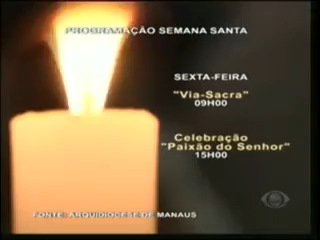 PROGRAMAÇÃO SEMANA SANTA
SEXTA-FEIRA
"Via-Sacra"
09H00
Celebração
"Paixão do Senhor"
15H00
FONTE: ARQUIDIOCESE DE MANAUS